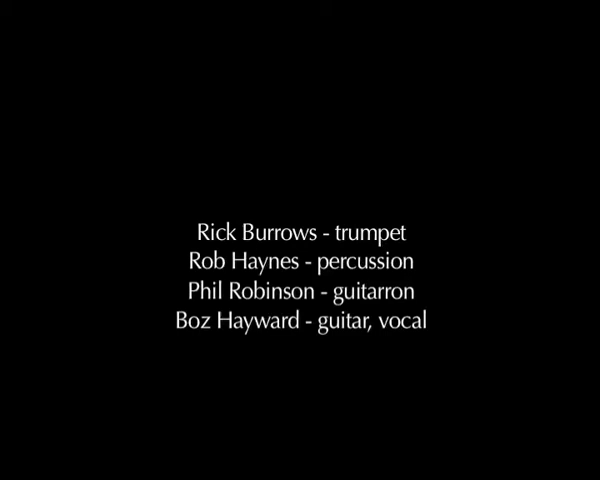 Rick Burrows - trumpet
Rob Haynes - percussion
Phil Robinson - guitarron
Boz Hayward - guitar, vocal